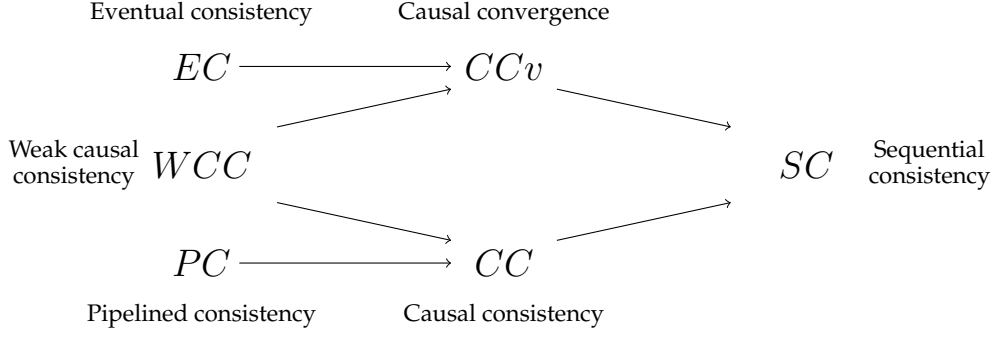 Eventual consistency
Causal convergence
EC
CCv
Weak causal
consistency
WCC
SC
Sequential
consistency
PC
CC
Pipelined consistency
Causal consistency